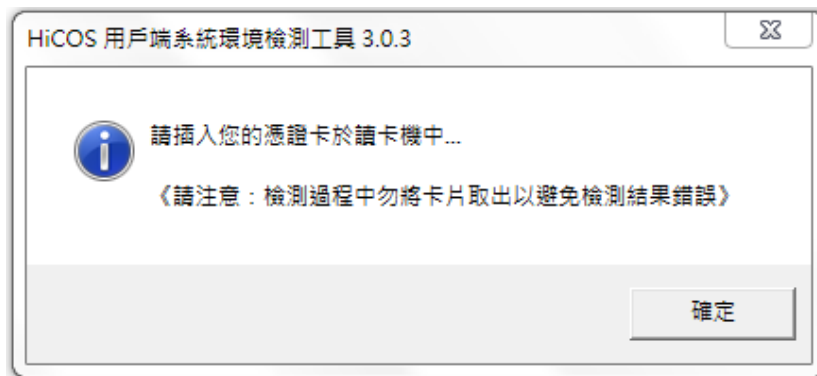 HiCOS 用戶端系統環境檢測工具 3.0.3
請插入您的憑證卡於讀卡機中...
《請注意：檢測過程中勿將卡片取出以避免檢測結果錯誤》
確定